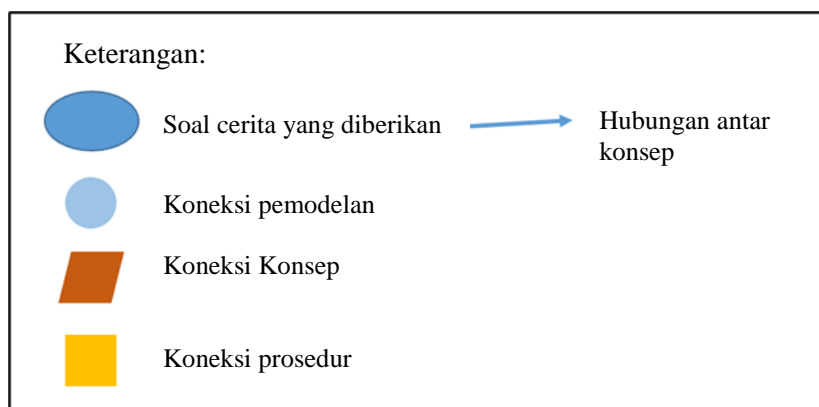 Keterangan:
Soal cerita yang diberikan
Hubungan antar
konsep
Koneksi pemodelan
Koneksi Konsep
Koneksi prosedur